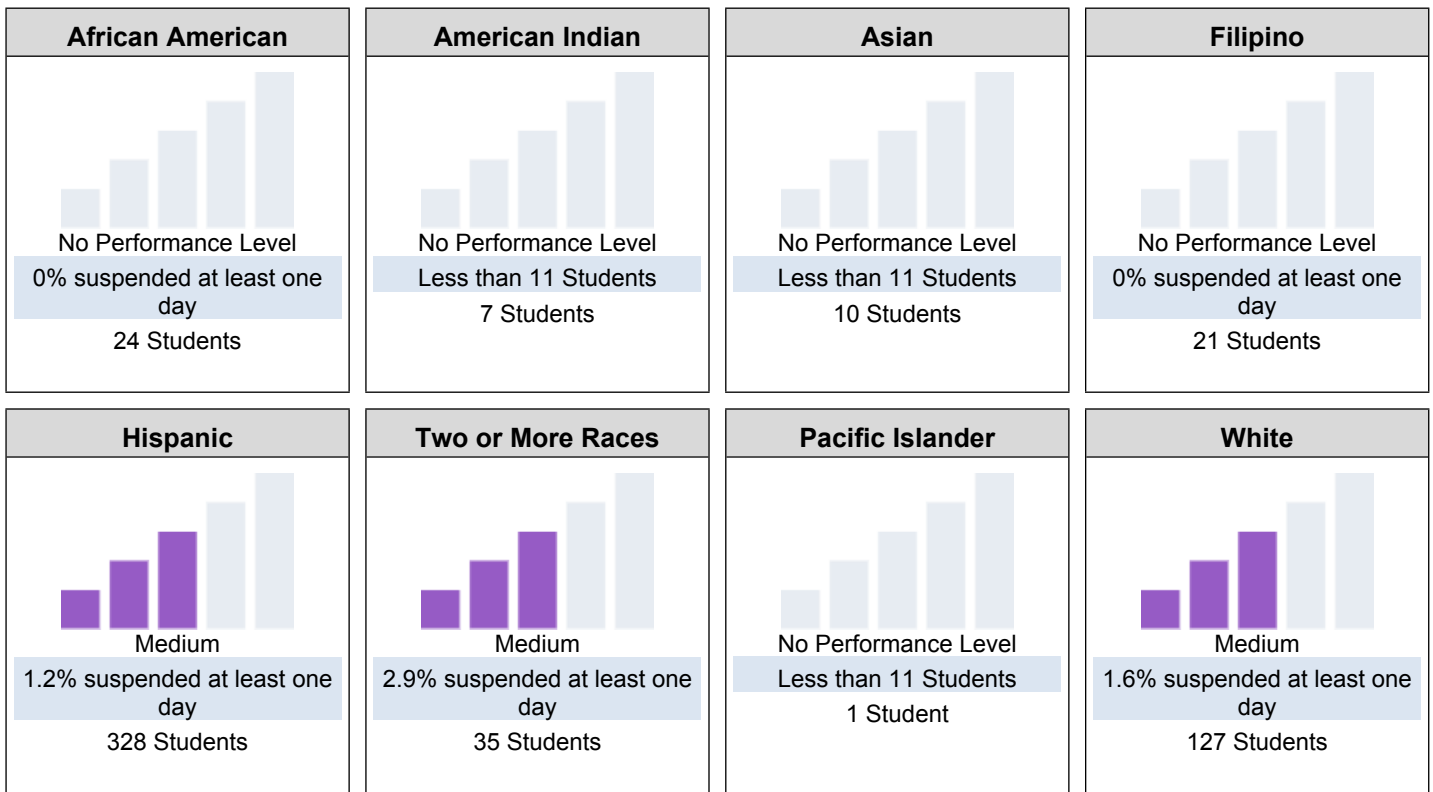 African American
No Performance Level
0% suspended at least one
day
24 Students
American Indian
No Performance Level
Less than 11 Students
7 Students
Asian
No Performance Level
Less than 11 Students
10 Students
Filipino
No Performance Level
0% suspended at least one
day
21 Students
Hispanic
Medium
1.2% suspended at least one
day
328 Students
Two or More Races
Medium
2.9% suspended at least one
day
35 Students
Pacific Islander
No Performance Level
Less than 11 Students
1 Student
White
Medium
1.6% suspended at least one
day
127 Students